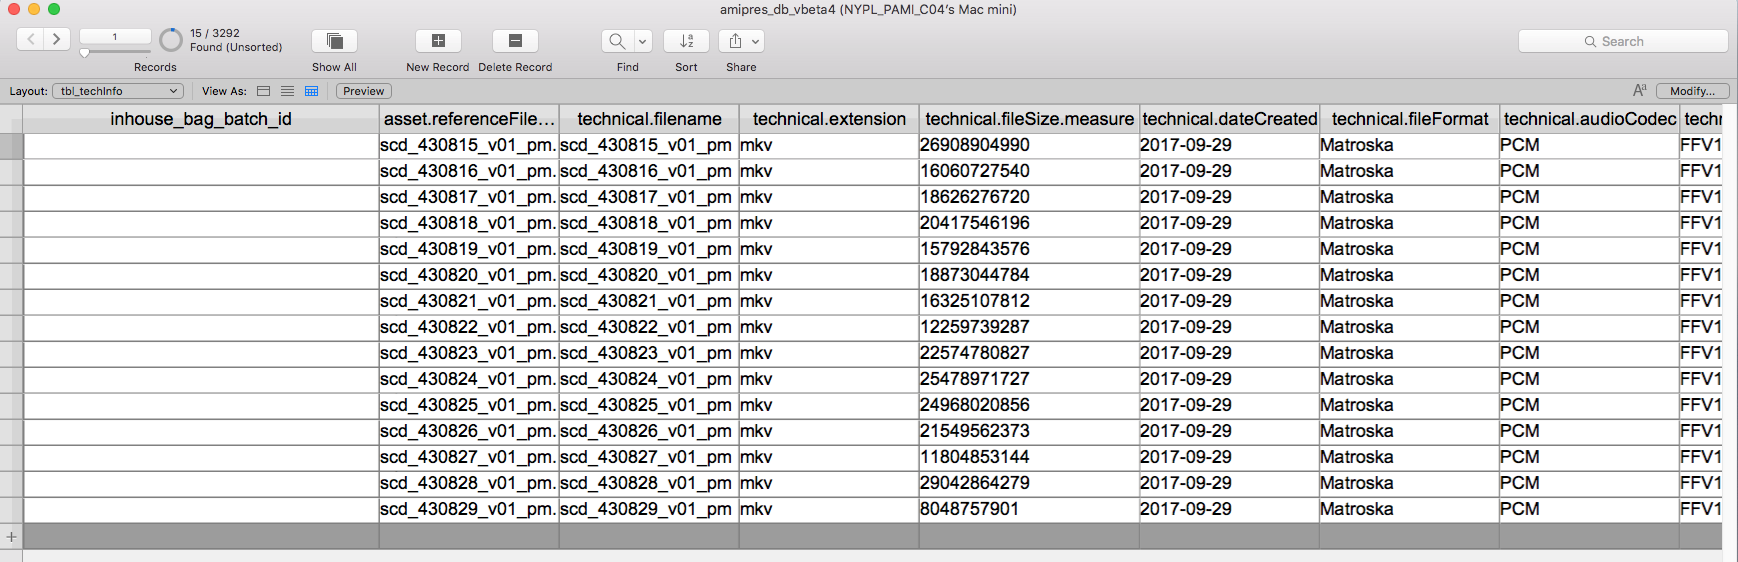 amipres_db_vbeta4 (NYPL_PAMI_C04's Mac mini)
1 15 / 3292 Found (Unsorted)
Records Show All New Record Delete Record Find Sort Share Search
Layout: tbl_techInfo View As: Preview Aª Modify...
inhouse_bag_batch_id asset.referenceFile... technical.filename technical.extension technical.fileSize.measure technical.dateCreated technical.fileFormat technical.audioCodec techn
scd_430815_v01_pm. scd_430815_v01_pm mkv 26908904990 2017-09-29 Matroska PCM FFV1
scd_430816_v01_pm. scd_430816_v01_pm mkv 16060727540 2017-09-29 Matroska PCM FFV1
scd_430817_v01_pm. scd_430817_v01_pm mkv 18626276720 2017-09-29 Matroska PCM FFV1
scd_430818_v01_pm. scd_430818_v01_pm mkv 20417546196 2017-09-29 Matroska PCM FFV1
scd_430819_v01_pm. scd_430819_v01_pm mkv 15792843576 2017-09-29 Matroska PCM FFV1
scd_430820_v01_pm. scd_430820_v01_pm mkv 18873044784 2017-09-29 Matroska PCM FFV1
scd_430821_v01_pm. scd_430821_v01_pm mkv 16325107812 2017-09-29 Matroska PCM FFV1
scd_430822_v01_pm. scd_430822_v01_pm mkv 12259739287 2017-09-29 Matroska PCM FFV1
scd_430823_v01_pm. scd_430823_v01_pm mkv 22574780827 2017-09-29 Matroska PCM FFV1
scd_430824_v01_pm. scd_430824_v01_pm mkv 25478971727 2017-09-29 Matroska PCM FFV1
scd_430825_v01_pm. scd_430825_v01_pm mkv 24968020856 2017-09-29 Matroska PCM FFV1
scd_430826_v01_pm. scd_430826_v01_pm mkv 21549562373 2017-09-29 Matroska PCM FFV1
scd_430827_v01_pm. scd_430827_v01_pm mkv 11804853144 2017-09-29 Matroska PCM FFV1
scd_430828_v01_pm. scd_430828_v01_pm mkv 29042864279 2017-09-29 Matroska PCM FFV1
scd_430829_v01_pm. scd_430829_v01_pm mkv 8048757901 2017-09-29 Matroska PCM FFV1